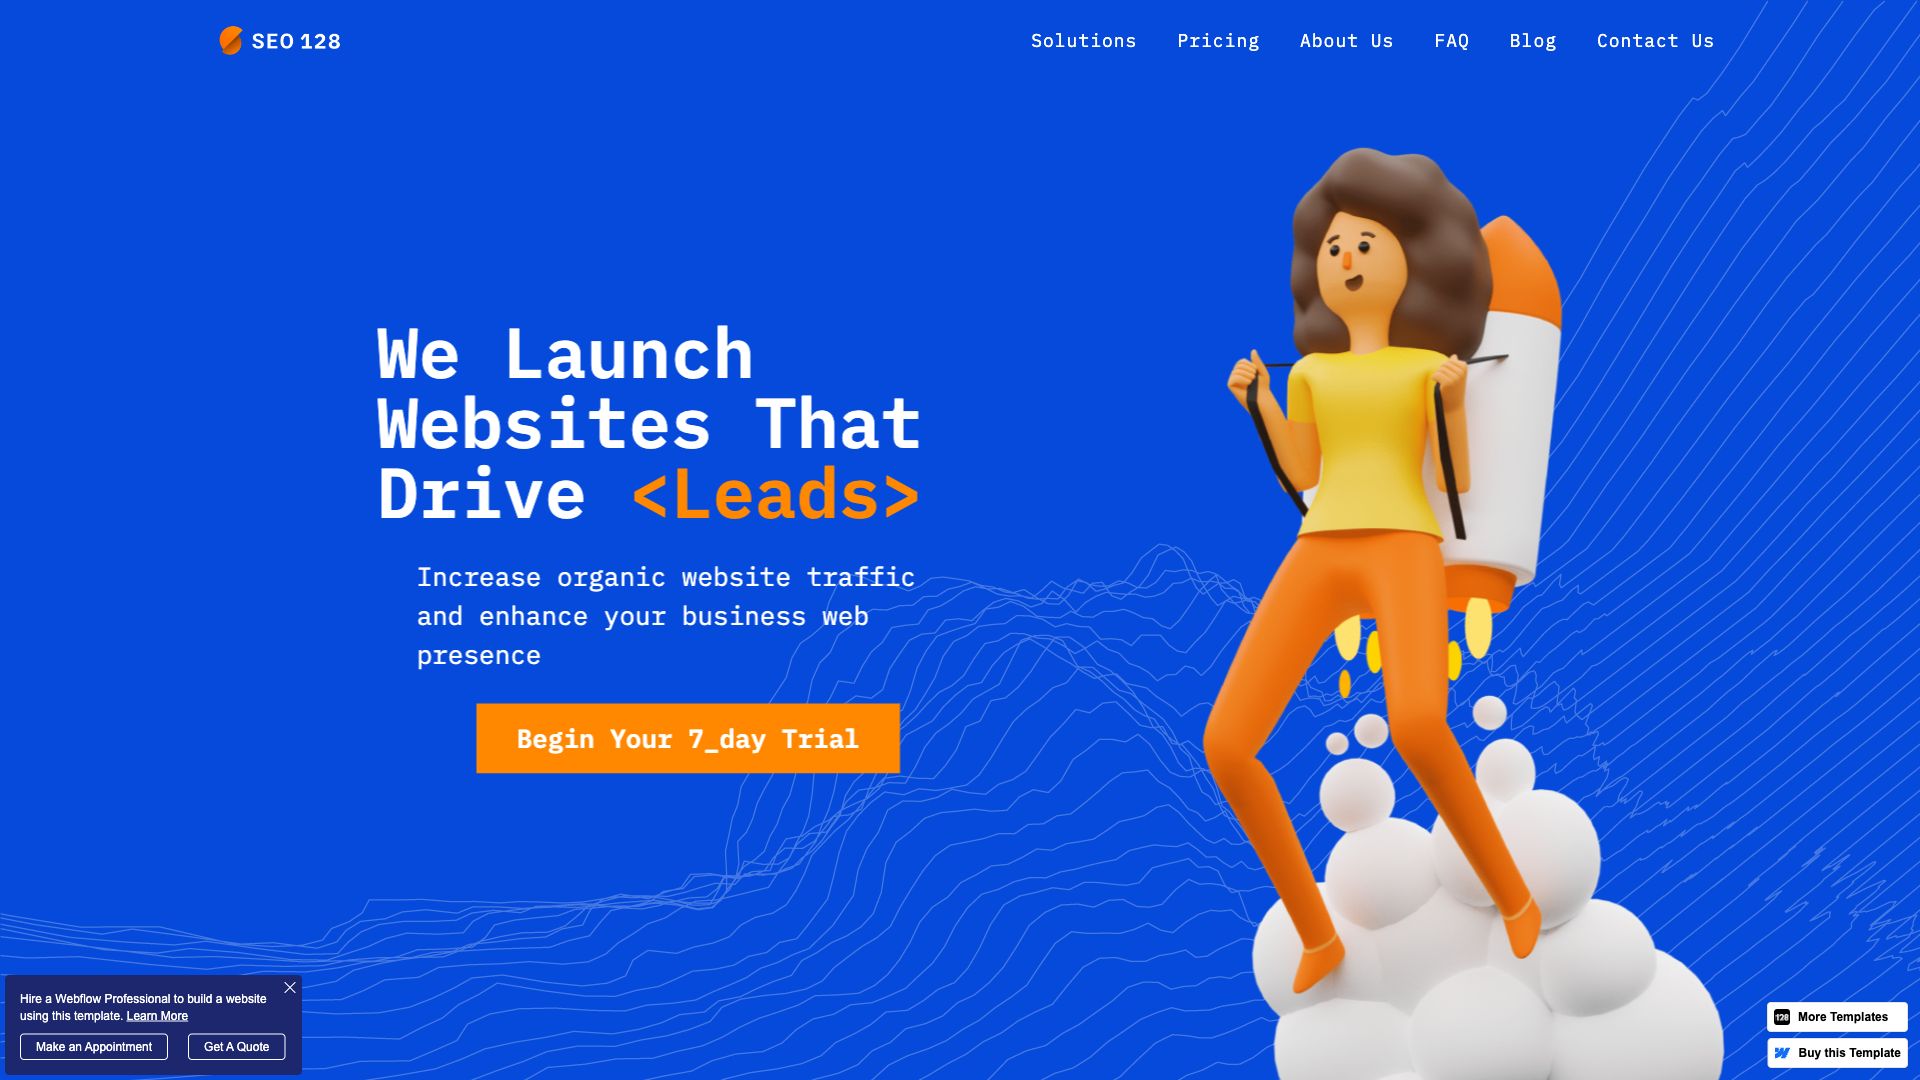 SEO 128
Solutions
Pricing
About Us
FAQ
Blog
Contact Us
We Launch
Websites That
Drive <Leads>
Increase organic website traffic
and enhance your business web
presence
Begin Your 7_day Trial
Hire a Webflow Professional to build a website
using this template. Learn More
Make an Appointment
Get A Quote
128
More Templates
Buy this Template